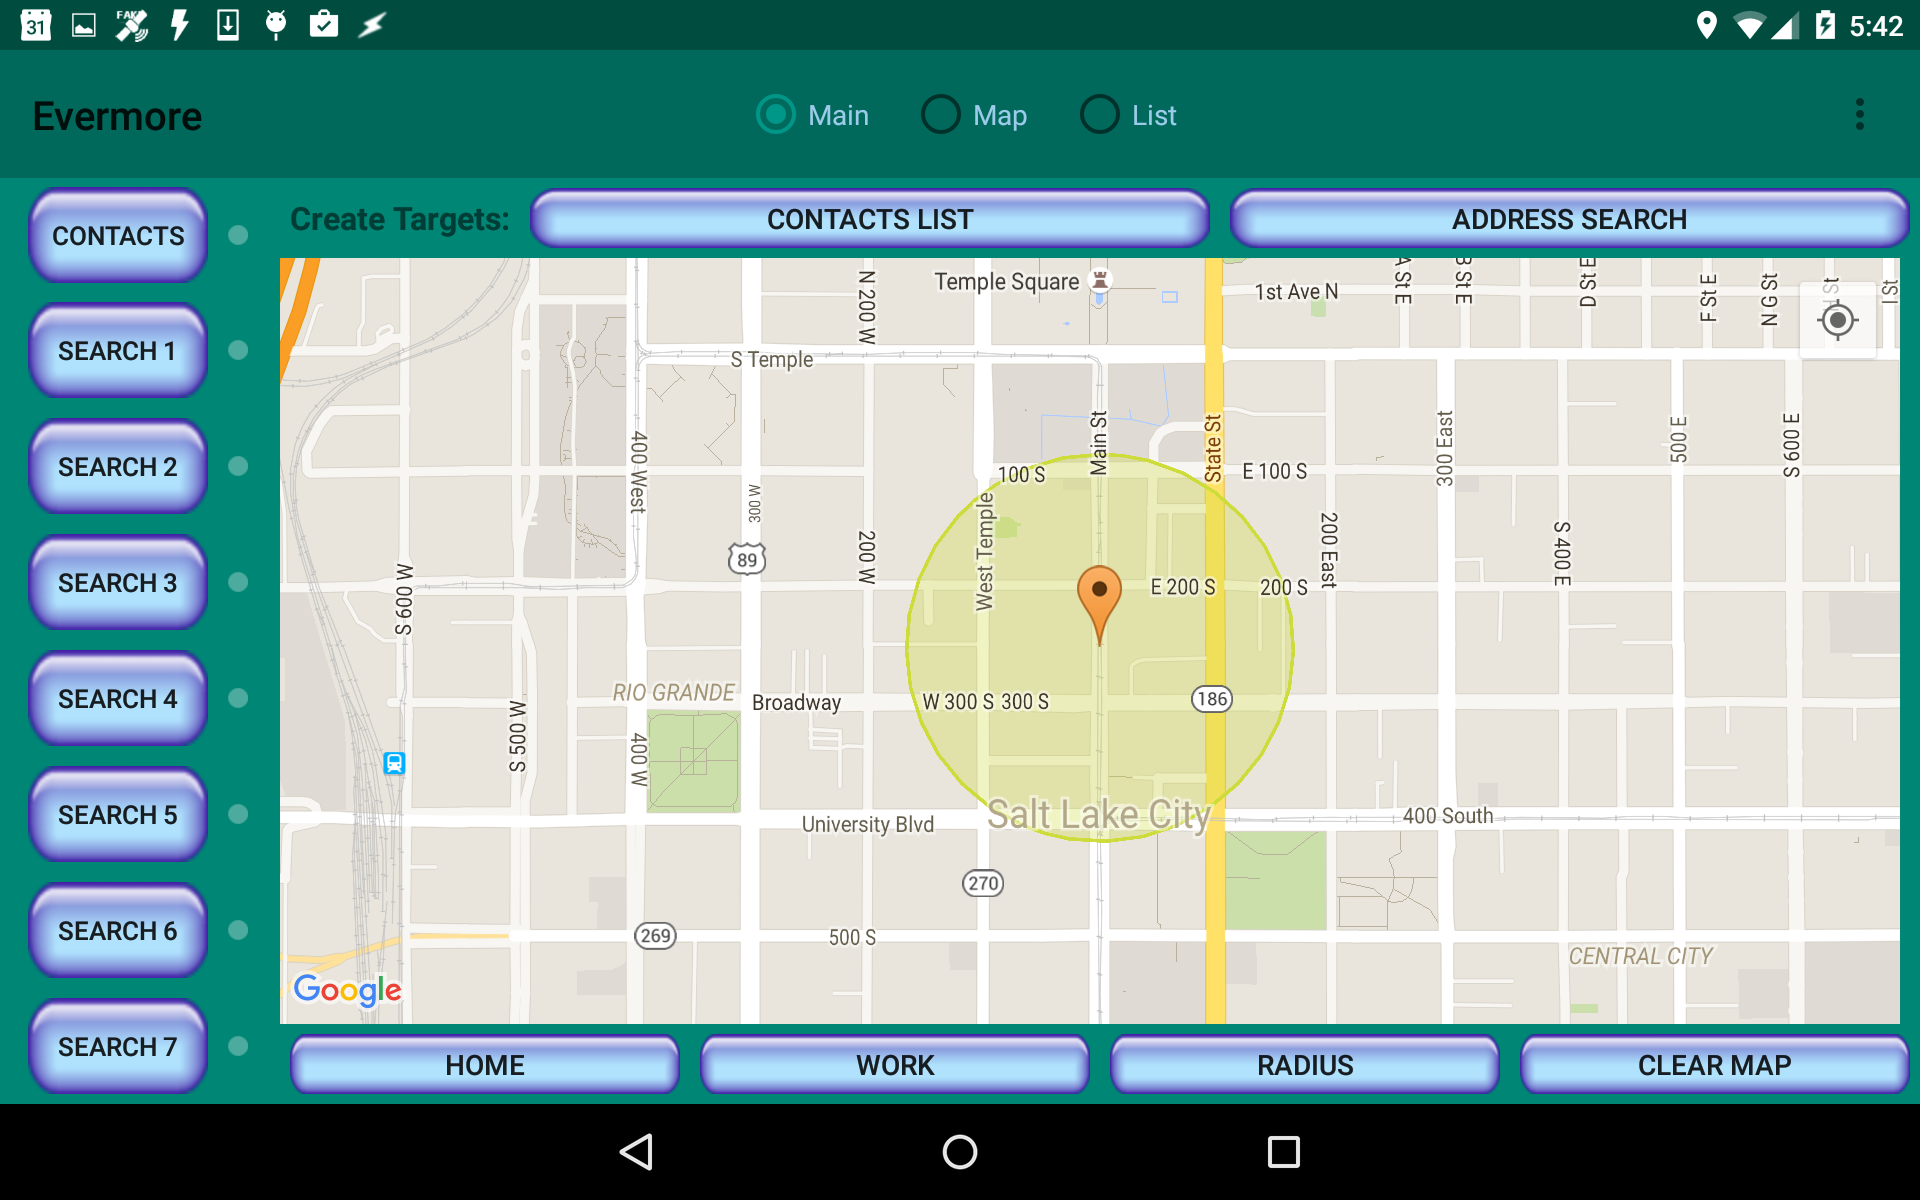 31
FAKE
5:42
Evermore
Main
Map
List
CONTACTS
SEARCH 1
SEARCH 2
SEARCH 3
SEARCH 4
SEARCH 5
SEARCH 6
SEARCH 7
Create Targets:
CONTACTS LIST
ADDRESS SEARCH
Temple Square
1st Ave N
N 200 W
A St E
B St E
D St E
F St E
N G St
I St
S Temple
400 West
300 W
Main St
State St
300 East
500 E
S 600 E
100 S
E 100 S
West Temple
200 W
89
S 600 W
E 200 S
200 S
200 East
S 400 E
RIO GRANDE
Broadway
W 300 S
300 S
186
S 500 W
400 W
University Blvd
Salt Lake City
400 South
270
269
500 S
CENTRAL CITY
Google
HOME
WORK
RADIUS
CLEAR MAP